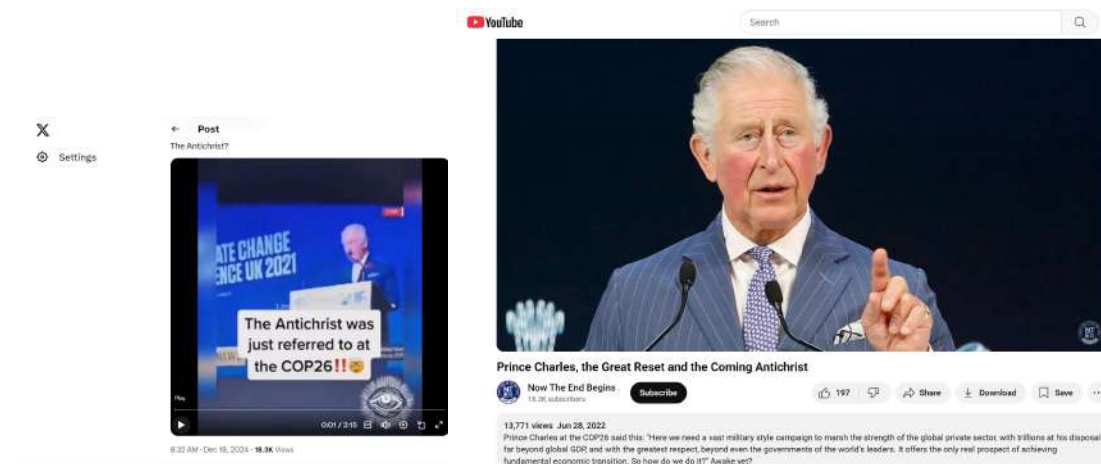 Settings
Post
The Antichrist?
ATE CHANGE
ENCE UK 2021
The Antichrist was
just referred to at
the COP26!!
Play
0:01 / 2:15
8:32 AM · Dec 18, 2024 · 18.3K Views
YouTube
Search
Prince Charles, the Great Reset and the Coming Antichrist
Now The End Begins
18.3K subscribers
Subscribe
197
Share
Download
Save
13,771 views Jun 28, 2022
Prince Charles at the COP26 said this: "Here we need a vast military style campaign to marsh the strength of the global private sector, with trillions at his disposal
far beyond global GDP, and with the greatest respect, beyond even the governments of the world's leaders. It offers the only real prospect of achieving
fundamental economic transition. So how do we do it?" Awake yet?